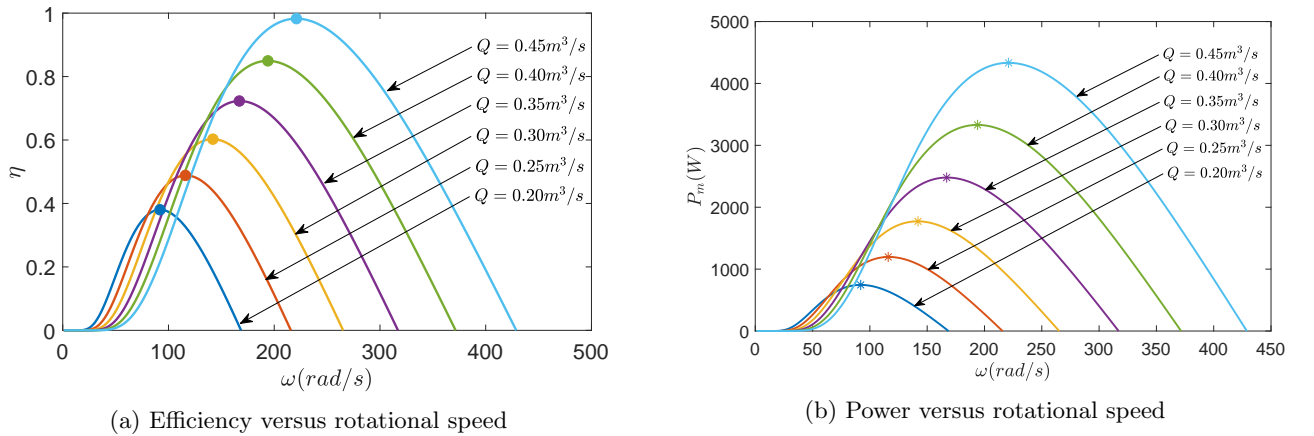 1
0.8
0.6
0.4
0.2
0
η
0 100 200 300 400 500
ω(rad/s)
Q = 0.45m³/s
Q = 0.40m³/s
Q = 0.35m³/s
Q = 0.30m³/s
Q = 0.25m³/s
Q = 0.20m³/s
(a) Efficiency versus rotational speed
5000
4000
3000
2000
1000
0
Pₘ(W)
0 50 100 150 200 250 300 350 400 450
ω(rad/s)
Q = 0.45m³/s
Q = 0.40m³/s
Q = 0.35m³/s
Q = 0.30m³/s
Q = 0.25m³/s
Q = 0.20m³/s
(b) Power versus rotational speed